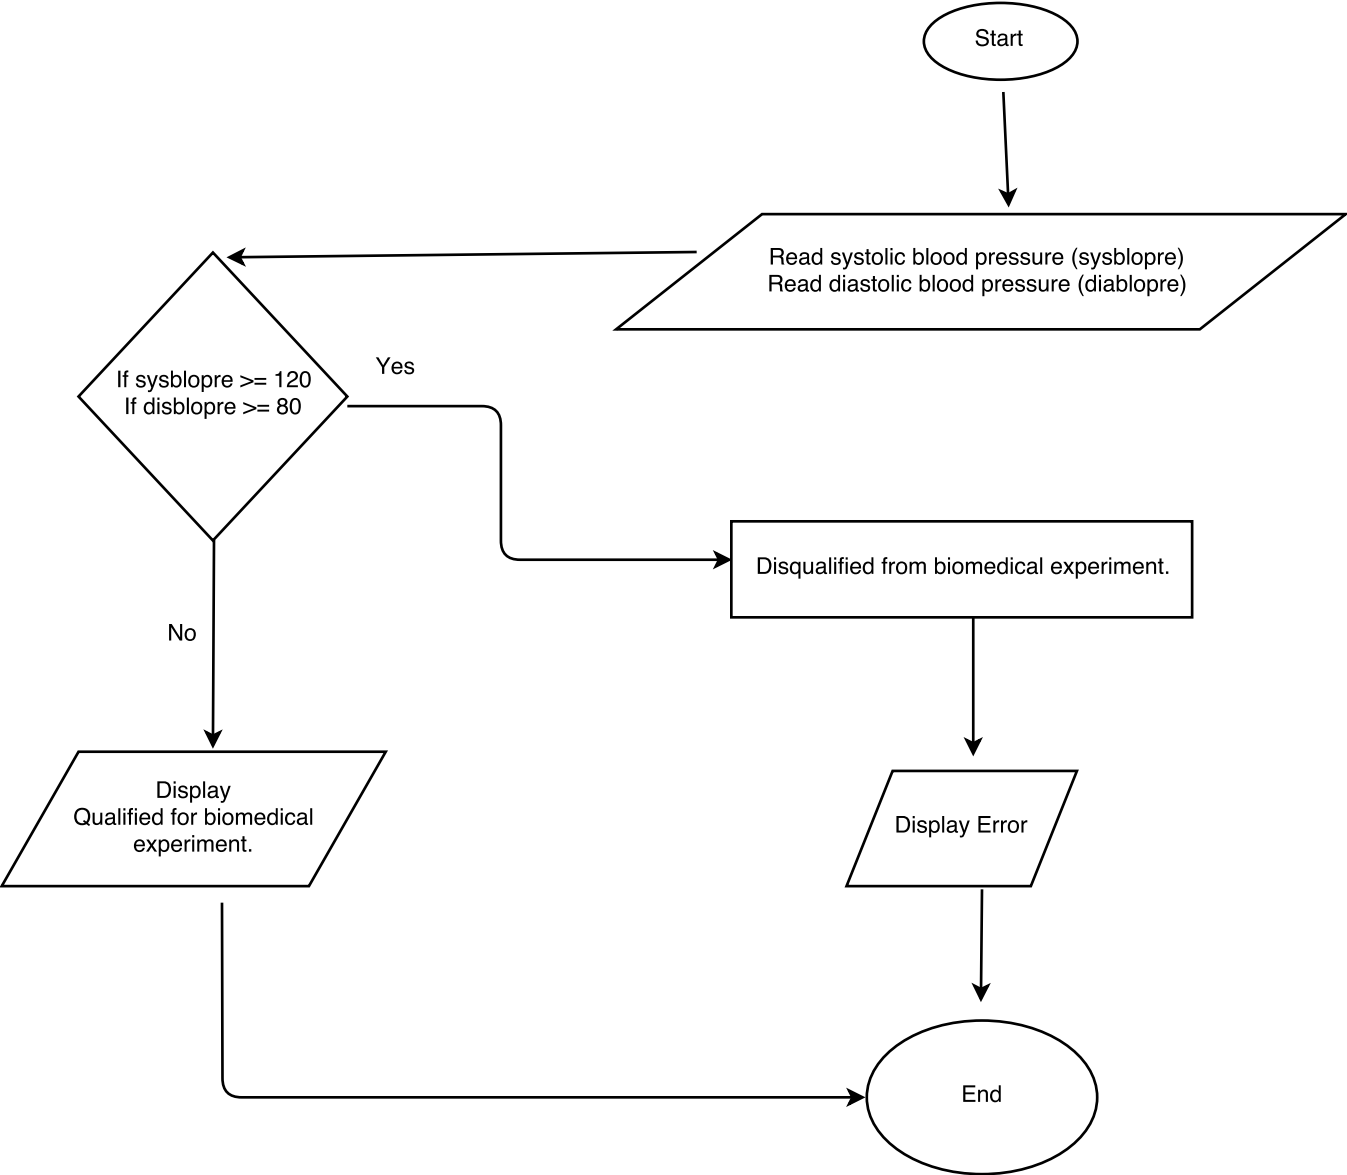 Start
Read systolic blood pressure (sysblopre)
Read diastolic blood pressure (diablopre)
If sysblopre >= 120
If disblopre >= 80
Yes
Disqualified from biomedical experiment.
No
Display
Qualified for biomedical
experiment.
Display Error
End